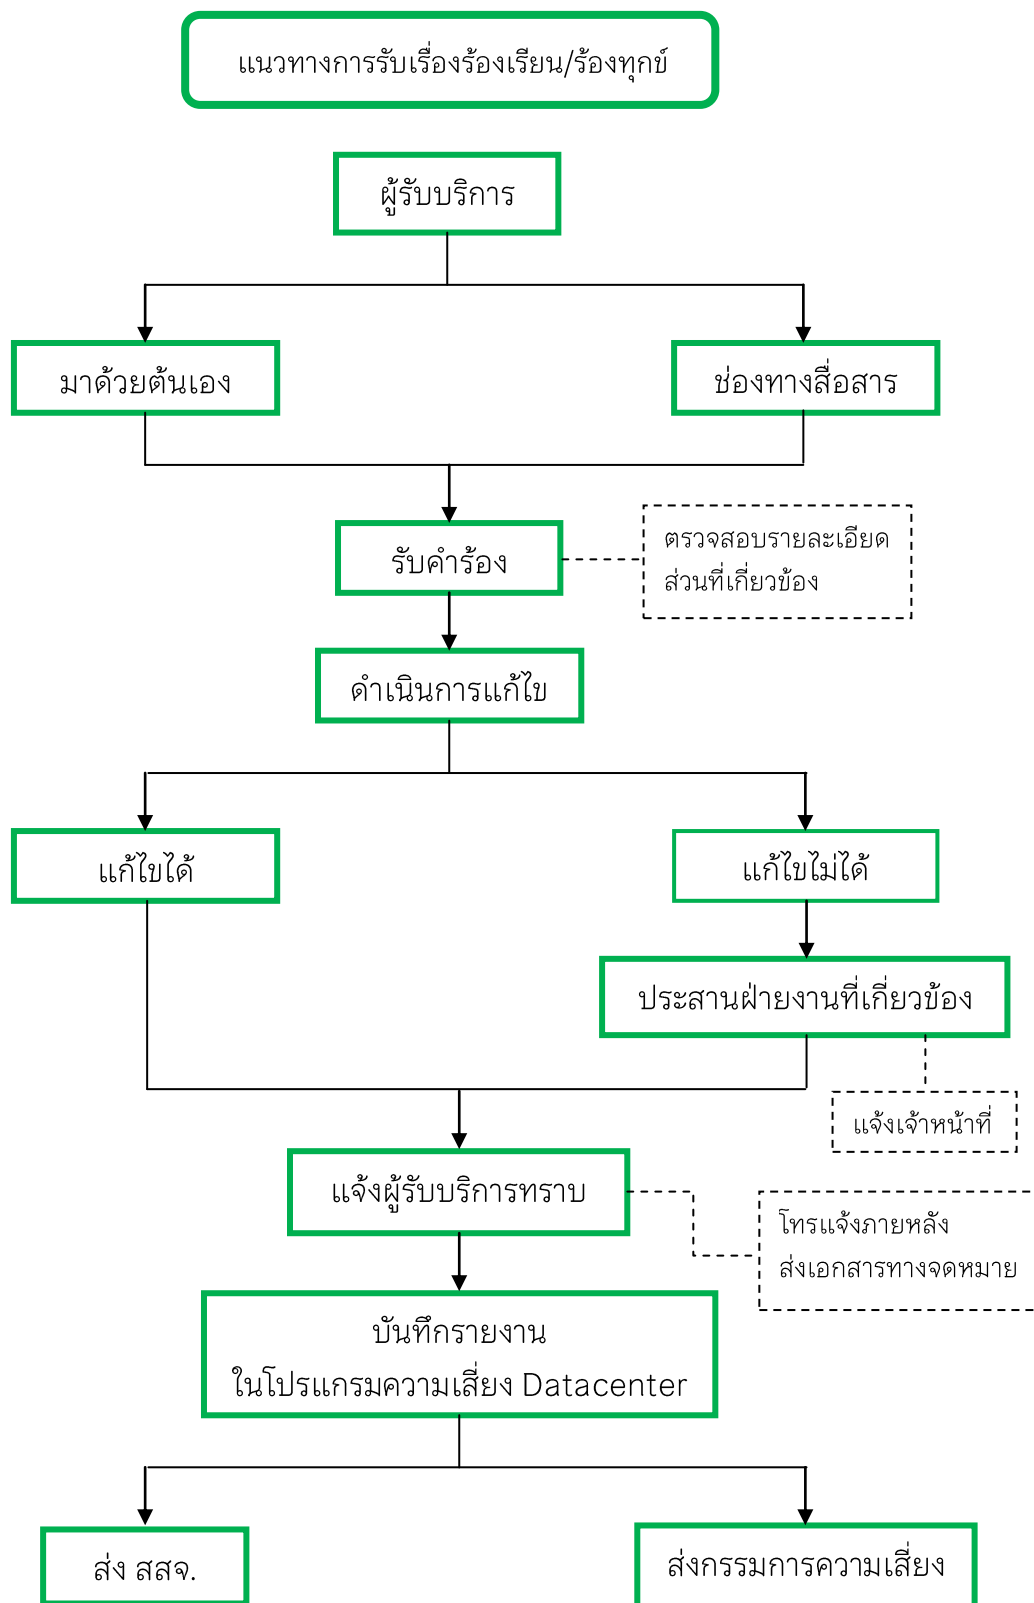 แนวทางการรับเรื่องร้องเรียน/ร้องทุกข์
ผู้รับบริการ
มาด้วยต้นเอง
ช่องทางสื่อสาร
รับคำร้อง
ตรวจสอบรายละเอียด
ส่วนที่เกี่ยวข้อง
ดำเนินการแก้ไข
แก้ไขได้
แก้ไขไม่ได้
ประสานฝ่ายงานที่เกี่ยวข้อง
แจ้งเจ้าหน้าที่
แจ้งผู้รับบริการทราบ
โทรแจ้งภายหลัง
ส่งเอกสารทางจดหมาย
บันทึกรายงาน
ในโปรแกรมความเสี่ยง Datacenter
ส่ง สสจ.
ส่งกรรมการความเสี่ยง